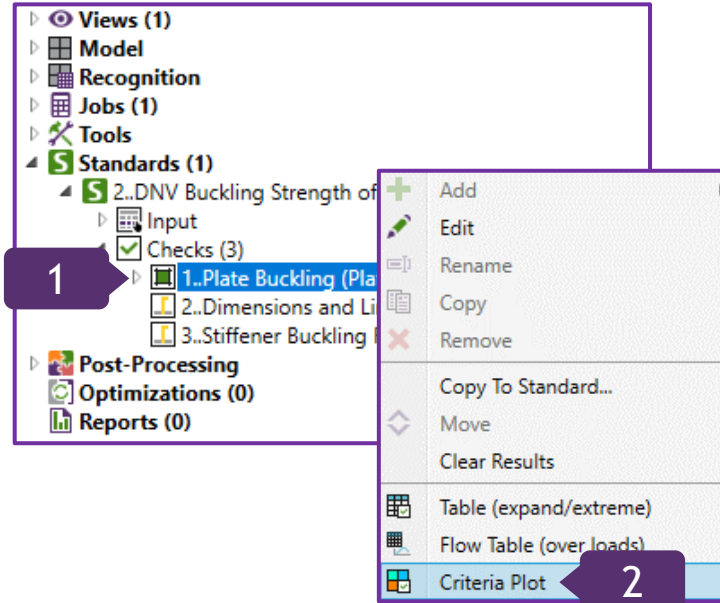 Views (1)
Model
Recognition
Jobs (1)
Tools
Standards (1)
2..DNV Buckling Strength of
Input
Checks (3)
1
1..Plate Buckling (Pla
2..Dimensions and Li
3..Stiffener Buckling
Post-Processing
Optimizations (0)
Reports (0)
Add
Edit
Rename
Copy
Remove
Copy To Standard...
Move
Clear Results
Table (expand/extreme)
Flow Table (over loads)
Criteria Plot
2